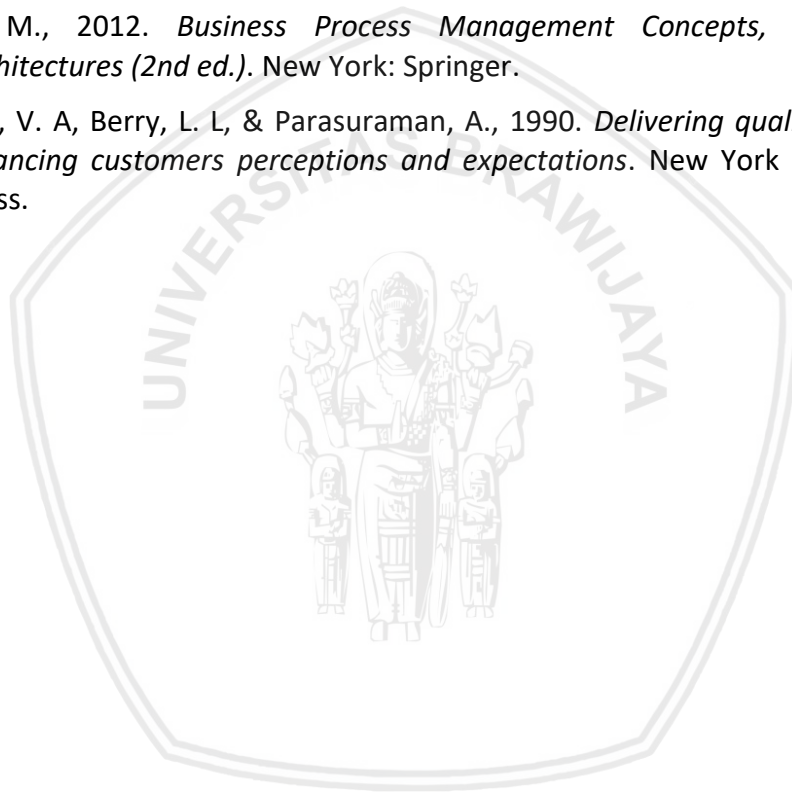 M., 2012. Business Process Management Concepts,
hitectures (2nd ed.). New York: Springer.
, V. A, Berry, L. L, & Parasuraman, A., 1990. Delivering qual
ancing customers perceptions and expectations. New York
ss.
UNIVERSITAS BRAWIJAYA